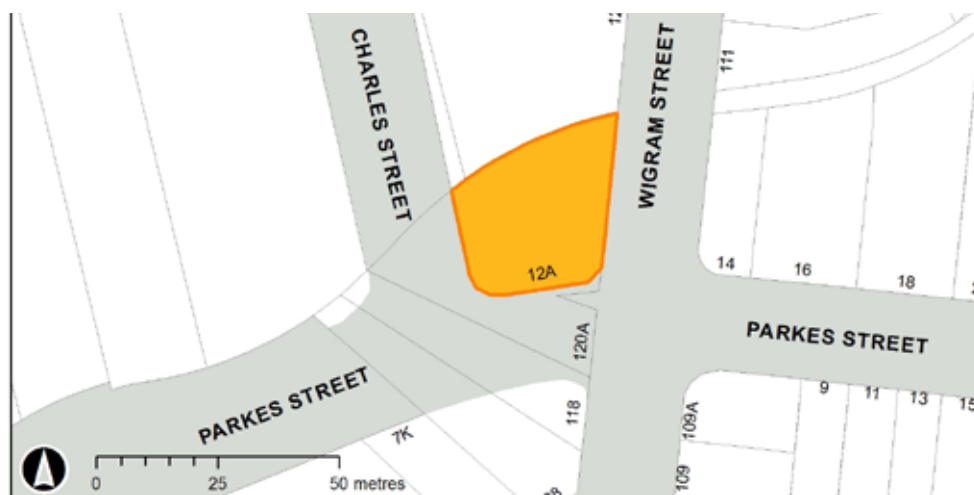 CHARLES STREET
WIGRAM STREET
111
12A
14
16
18
PARKES STREET
120A
PARKES STREET
118
109A
9
11
13
15
7K
109
0
25
50 metres